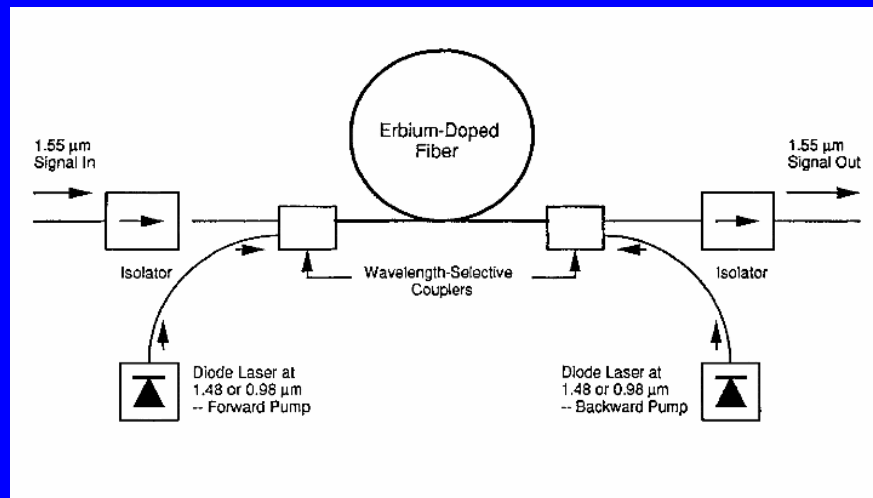 Erbium-Doped
Fiber
1.55 µm
Signal In
1.55 µm
Signal Out
Isolator
Wavelength-Selective
Couplers
Isolator
Diode Laser at
1.48 or 0.98 µm
-- Forward Pump
Diode Laser at
1.48 or 0.98 µm
-- Backward Pump